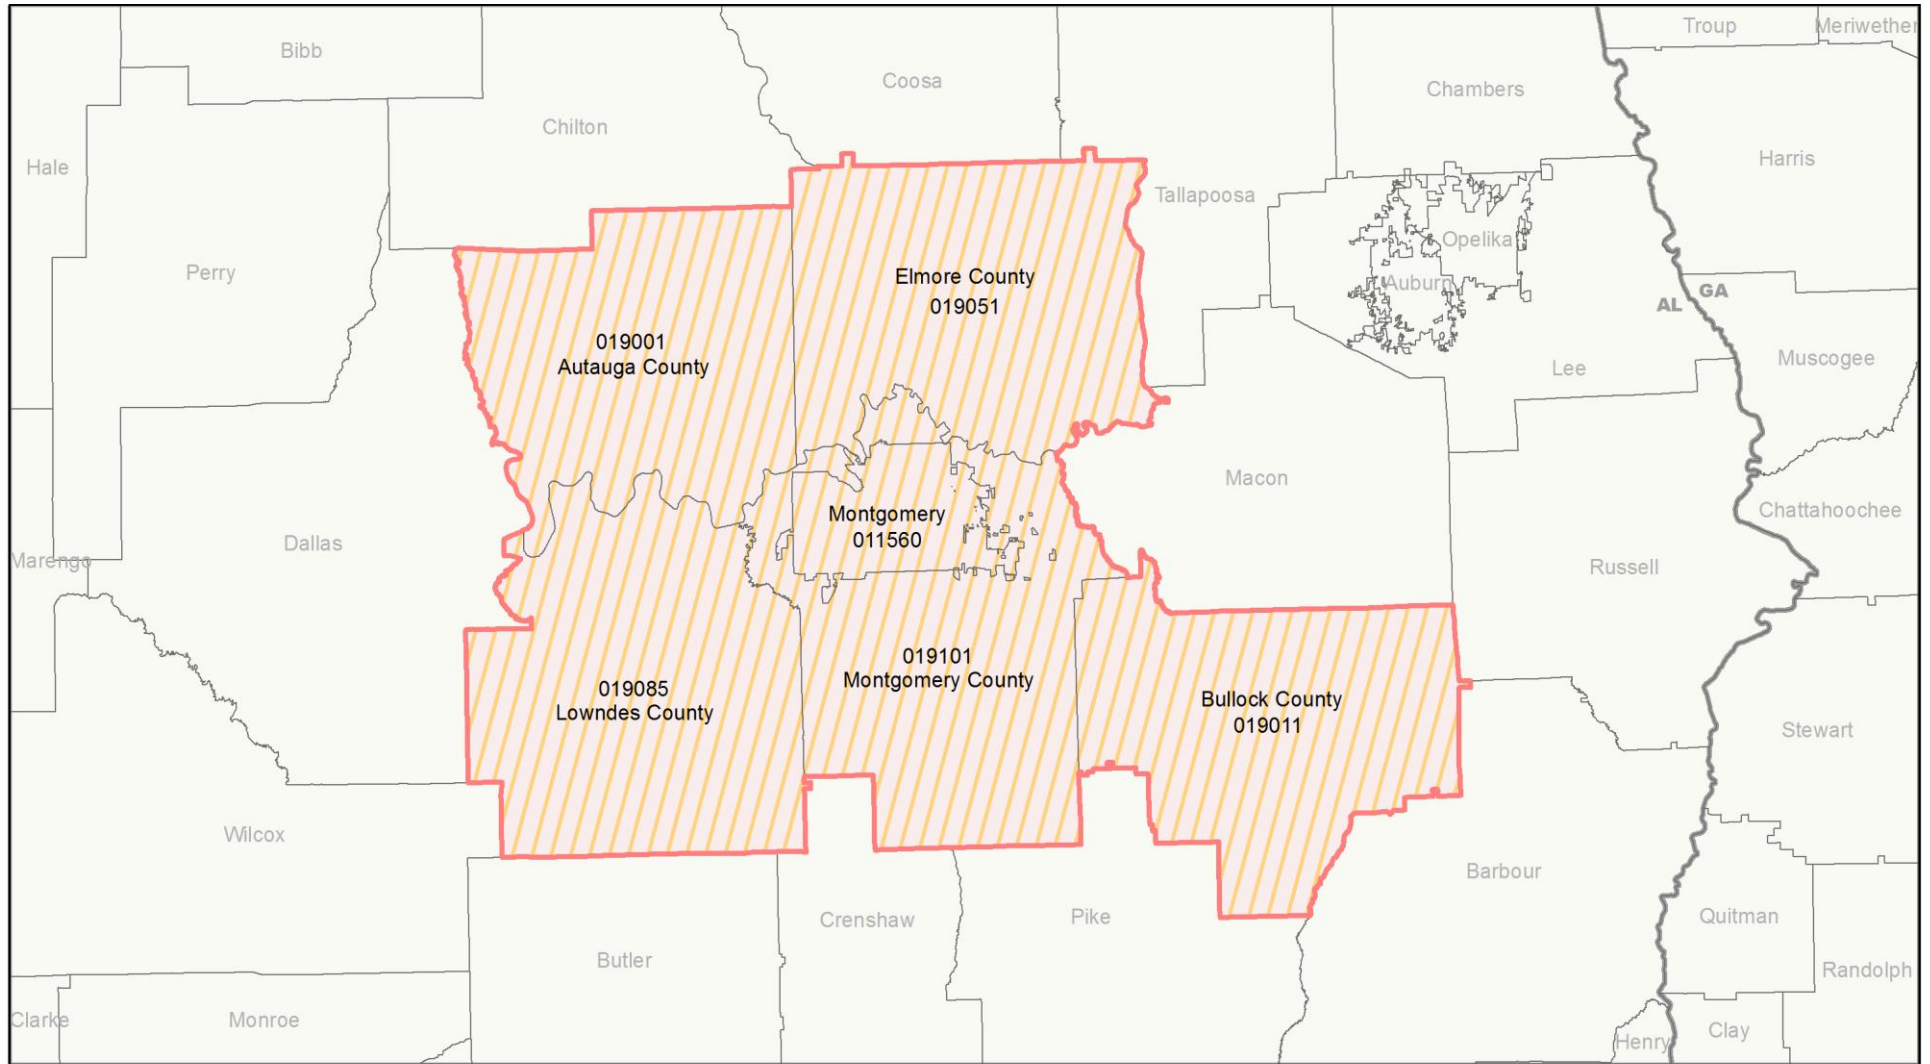 Troup
Meriwether
Bibb
Coosa
Chambers
Chilton
Harris
Hale
Tallapoosa
Opelika
Perry
Elmore County
019051
Auburn
GA
AL
019001
Autauga County
Muscogee
Lee
Macon
Montgomery
011560
Chattahoochee
Dallas
Marengo
Russell
019101
Montgomery County
019085
Lowndes County
Bullock County
019011
Stewart
Wilcox
Barbour
Crenshaw
Pike
Quitman
Butler
Randolph
Clarke
Monroe
Clay
Henry